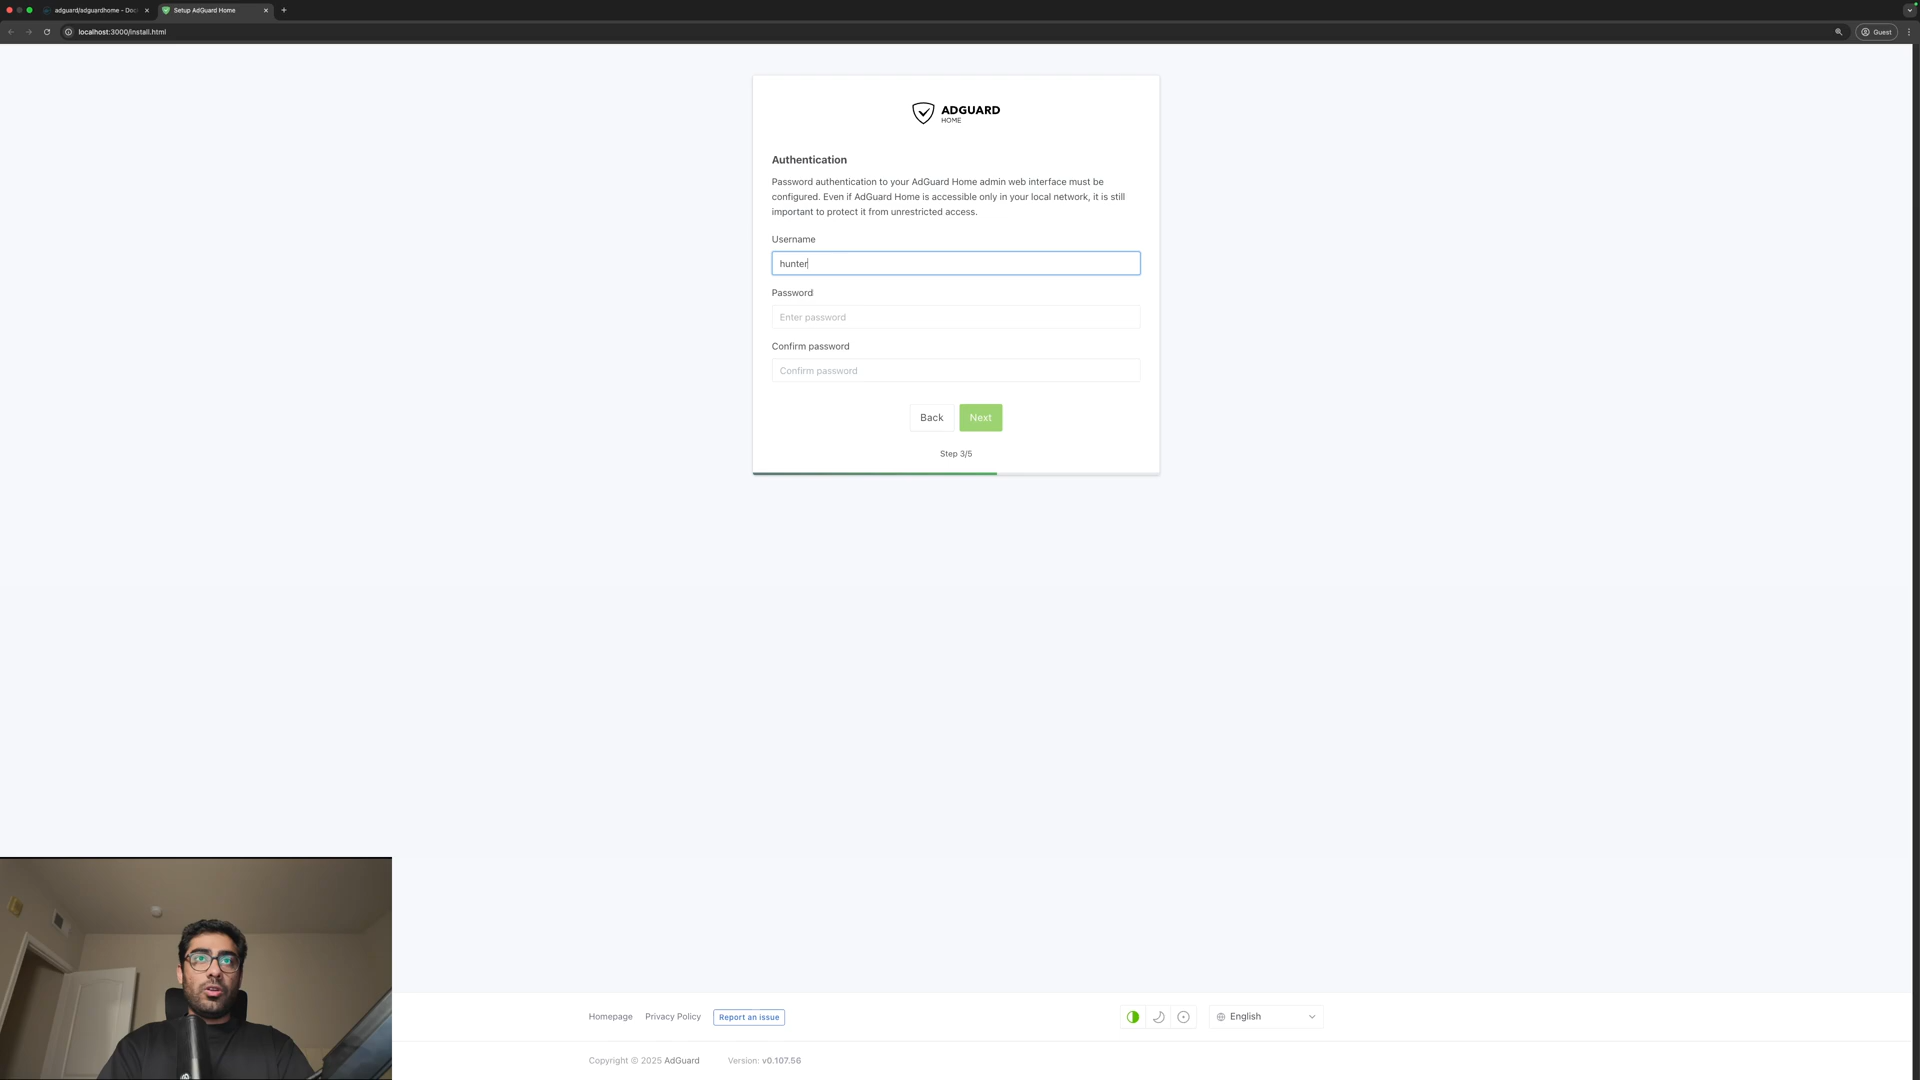 adguard/adguardhome - Doc
Setup AdGuard Home
localhost:3000/install.html
Guest
ADGUARD
HOME
Authentication
Password authentication to your AdGuard Home admin web interface must be
configured. Even if AdGuard Home is accessible only in your local network, it is still
important to protect it from unrestricted access.
Username
hunter
Password
Enter password
Confirm password
Confirm password
Back
Next
Step 3/5
Homepage
Privacy Policy
Report an issue
English
Copyright © 2025 AdGuard
Version: v0.107.56